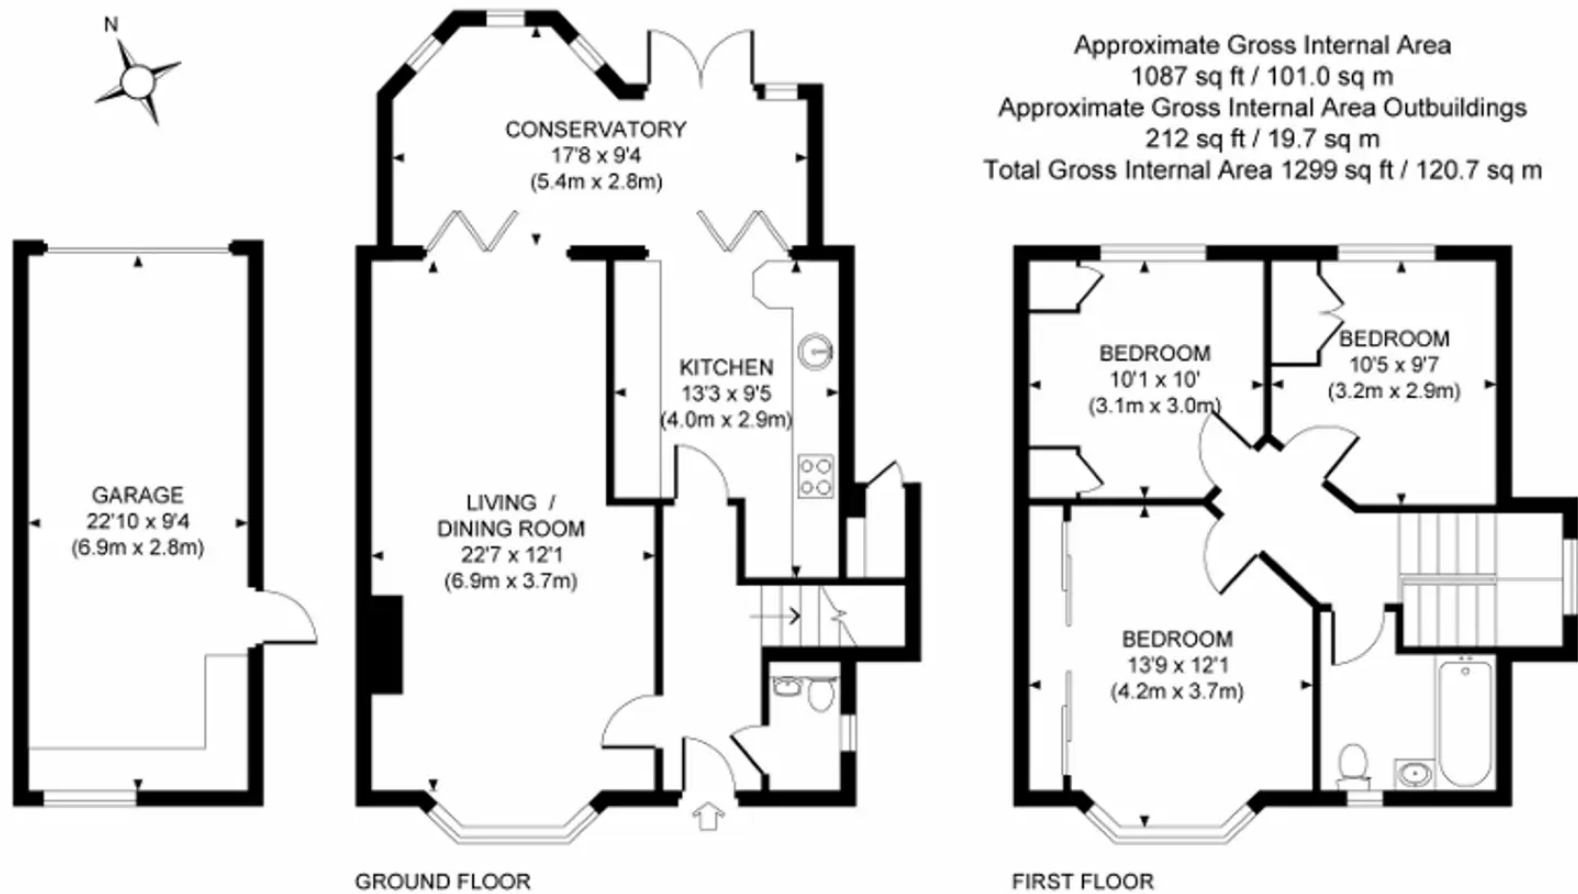 N
Approximate Gross Internal Area
1087 sq ft / 101.0 sq m
Approximate Gross Internal Area Outbuildings
212 sq ft / 19.7 sq m
Total Gross Internal Area 1299 sq ft / 120.7 sq m
CONSERVATORY
17'8 x 9'4
(5.4m x 2.8m)
GARAGE
22'10 x 9'4
(6.9m x 2.8m)
LIVING /
DINING ROOM
22'7 x 12'1
(6.9m x 3.7m)
KITCHEN
13'3 x 9'5
(4.0m x 2.9m)
BEDROOM
10'1 x 10'
(3.1m x 3.0m)
BEDROOM
10'5 x 9'7
(3.2m x 2.9m)
BEDROOM
13'9 x 12'1
(4.2m x 3.7m)
GROUND FLOOR
FIRST FLOOR